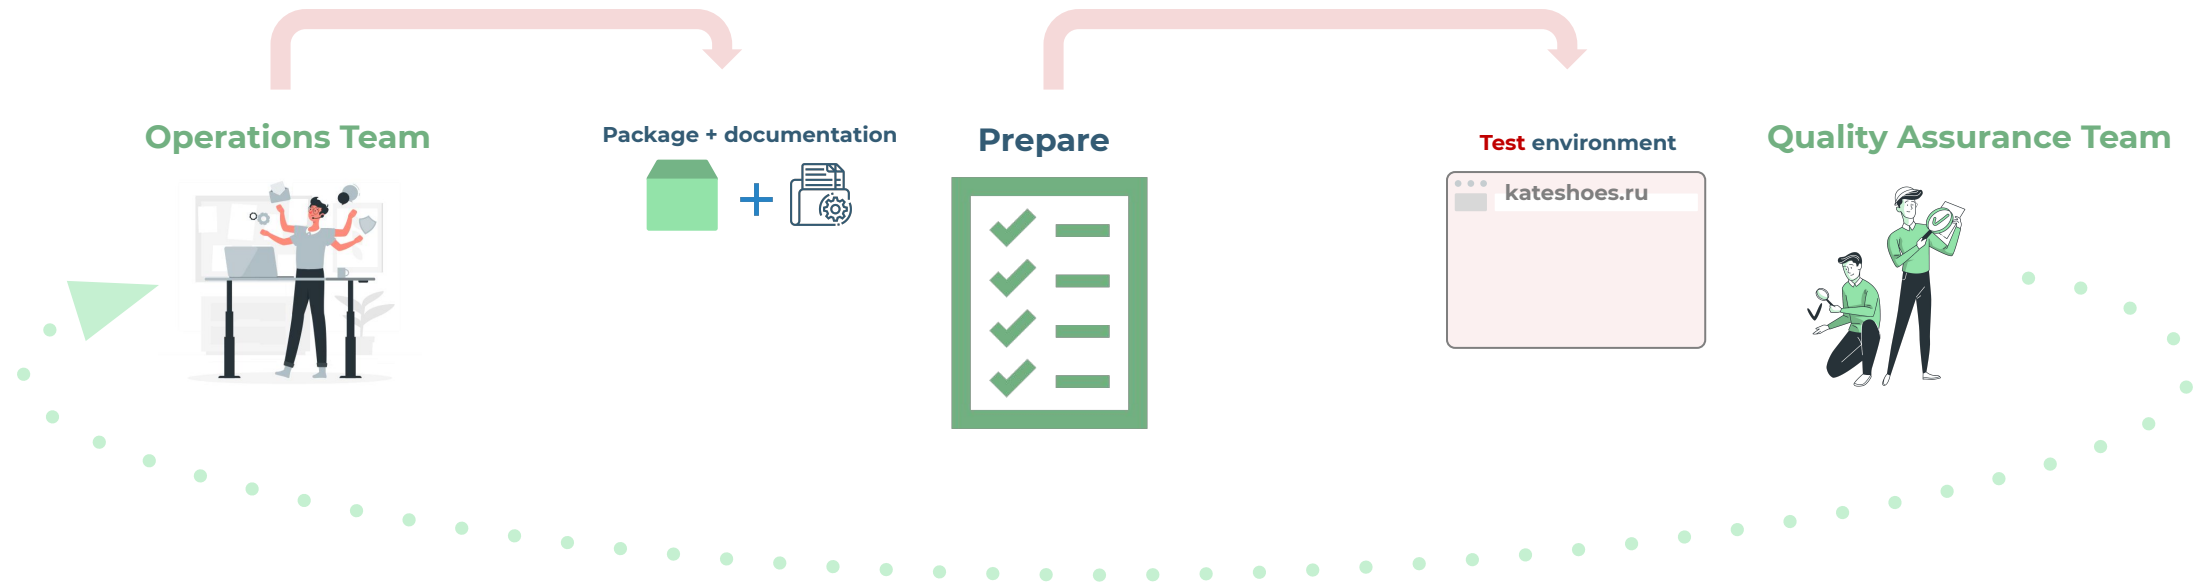 Operations Team
Package + documentation
Prepare
Test environment
kateshoes.ru
Quality Assurance Team